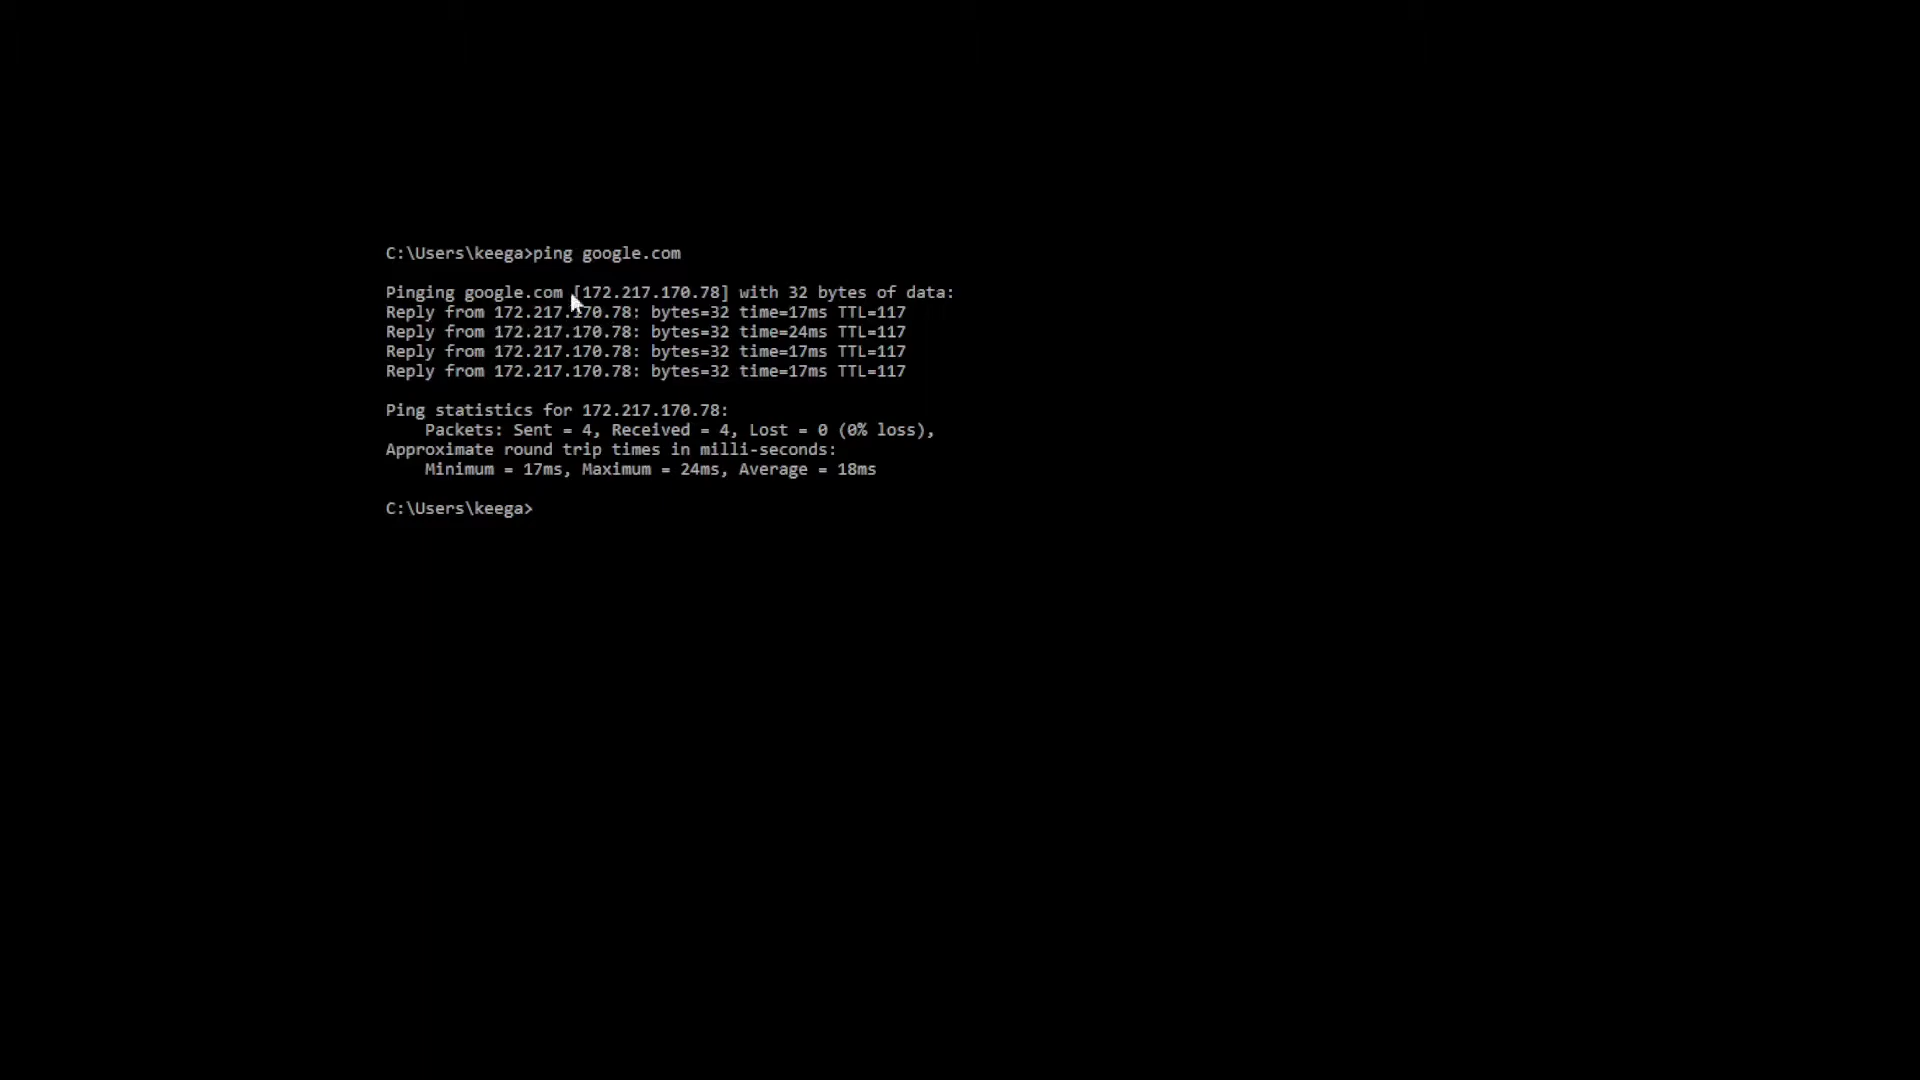 C:\Users\keega>ping google.com
Pinging google.com [172.217.170.78] with 32 bytes of data:
Reply from 172.217.170.78: bytes=32 time=17ms TTL=117
Reply from 172.217.170.78: bytes=32 time=24ms TTL=117
Reply from 172.217.170.78: bytes=32 time=17ms TTL=117
Reply from 172.217.170.78: bytes=32 time=17ms TTL=117
Ping statistics for 172.217.170.78:
Packets: Sent = 4, Received = 4, Lost = 0 (0% loss),
Approximate round trip times in milli-seconds:
Minimum = 17ms, Maximum = 24ms, Average = 18ms
C:\Users\keega>